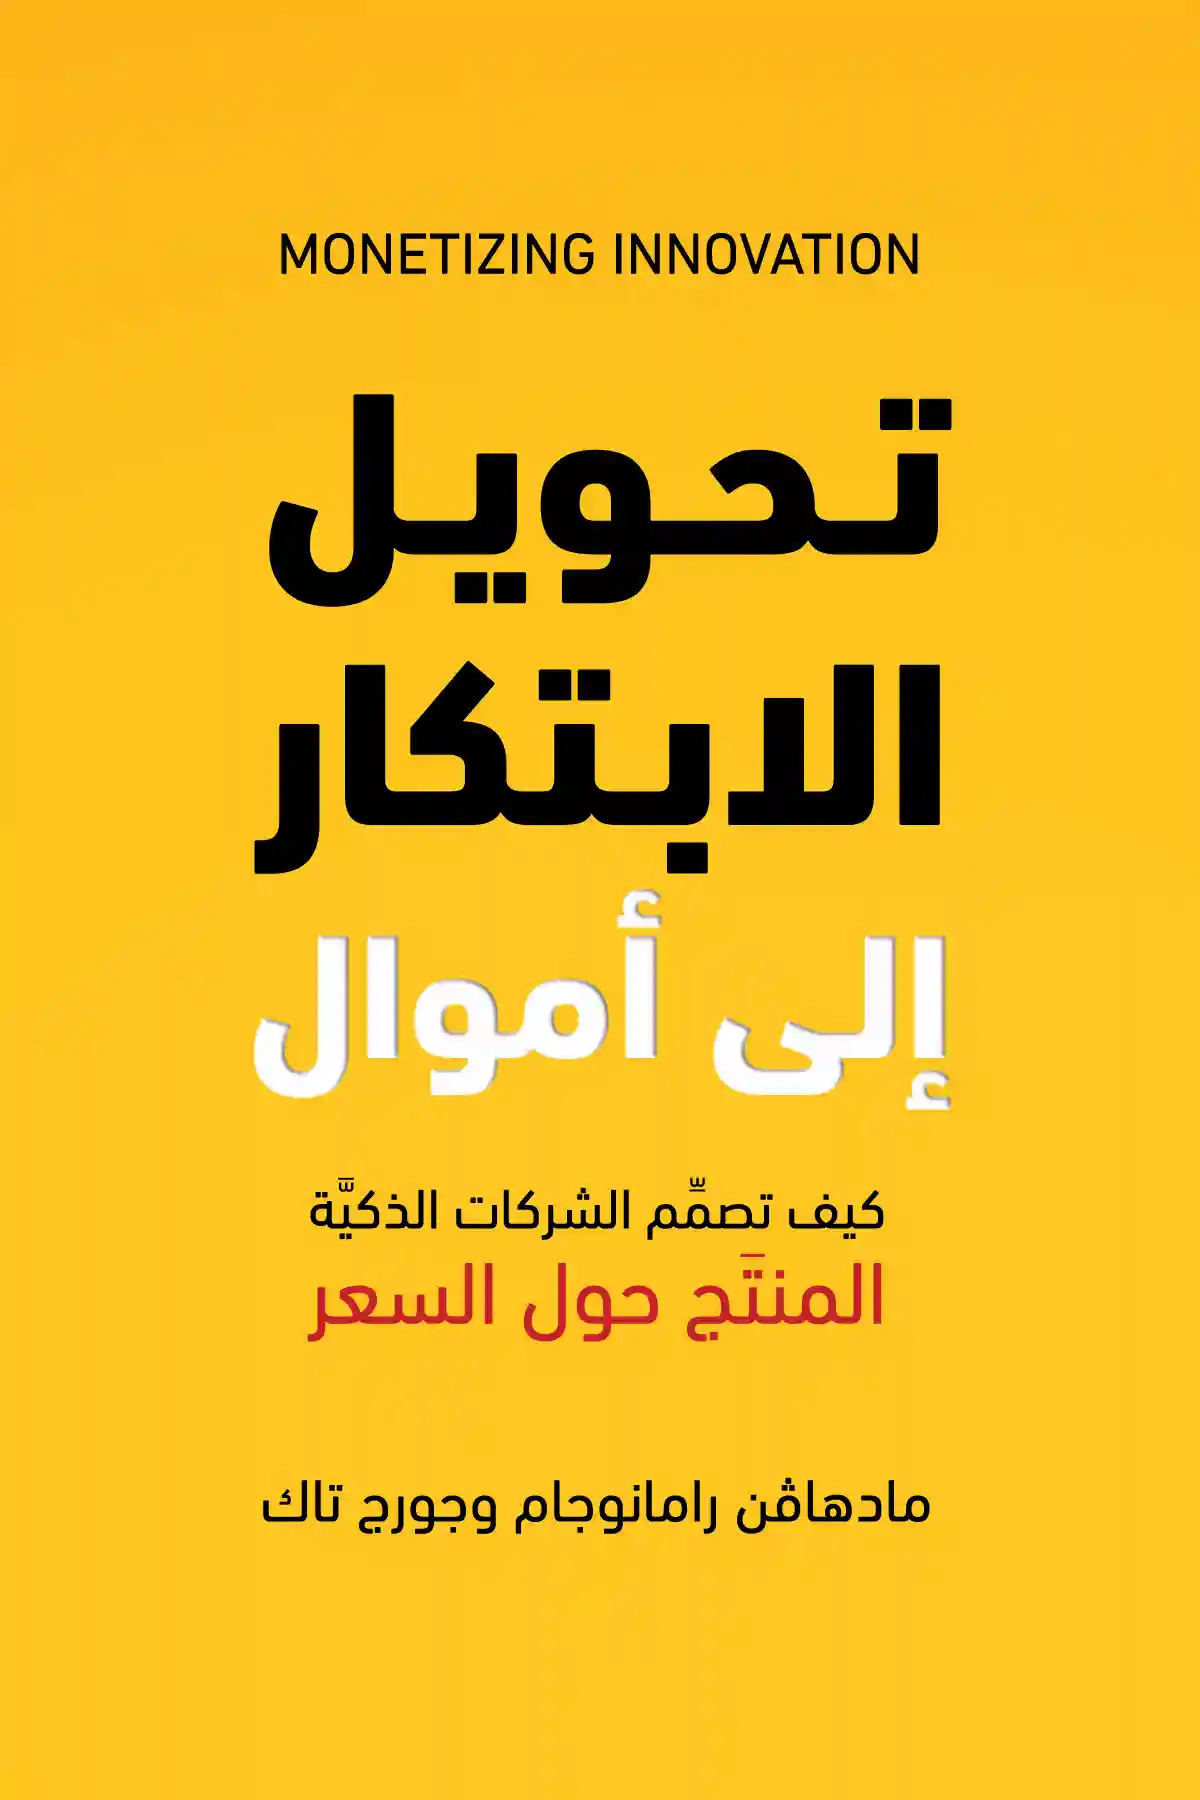 MONETIZING INNOVATION
تحويل
الابتكار
إلى أموال
كيف تصمِّم الشركات الذكيَّة
المنتَج حول السعر
مادهاڤن رامانوجام وجورج تاك